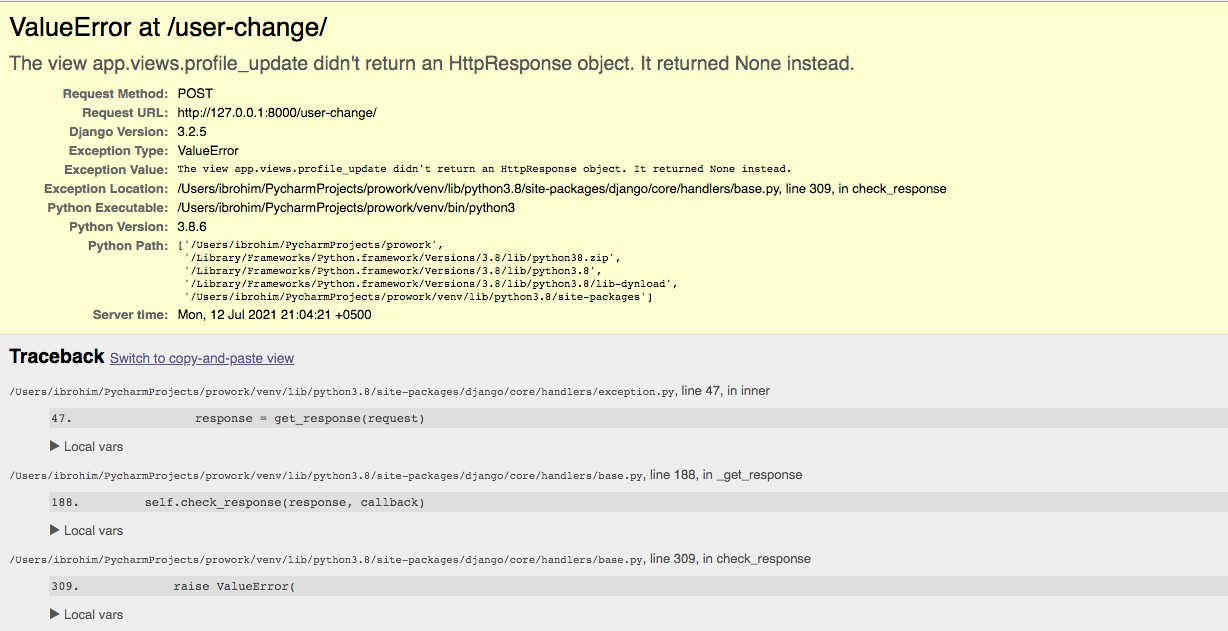 ValueError at /user-change/
The view app.views.profile_update didn't return an HttpResponse object. It returned None instead.
Request Method: POST
Request URL: http://127.0.0.1:8000/user-change/
Django Version: 3.2.5
Exception Type: ValueError
Exception Value: The view app.views.profile_update didn't return an HttpResponse object. It returned None instead.
Exception Location: /Users/ibrohim/PycharmProjects/prowork/venv/lib/python3.8/site-packages/django/core/handlers/base.py, line 309, in check_response
Python Executable: /Users/ibrohim/PycharmProjects/prowork/venv/bin/python3
Python Version: 3.8.6
Python Path: ['/Users/ibrohim/PycharmProjects/prowork',
'/Library/Frameworks/Python.framework/Versions/3.8/lib/python38.zip',
'/Library/Frameworks/Python.framework/Versions/3.8/lib/python3.8',
'/Library/Frameworks/Python.framework/Versions/3.8/lib/python3.8/lib-dynload',
'/Users/ibrohim/PycharmProjects/prowork/venv/lib/python3.8/site-packages']
Server time: Mon, 12 Jul 2021 21:04:21 +0500
Traceback Switch to copy-and-paste view
/Users/ibrohim/PycharmProjects/prowork/venv/lib/python3.8/site-packages/django/core/handlers/exception.py, line 47, in inner
47. response = get_response(request)
▶ Local vars
/Users/ibrohim/PycharmProjects/prowork/venv/lib/python3.8/site-packages/django/core/handlers/base.py, line 188, in _get_response
188. self.check_response(response, callback)
▶ Local vars
/Users/ibrohim/PycharmProjects/prowork/venv/lib/python3.8/site-packages/django/core/handlers/base.py, line 309, in check_response
309. raise ValueError(
▶ Local vars